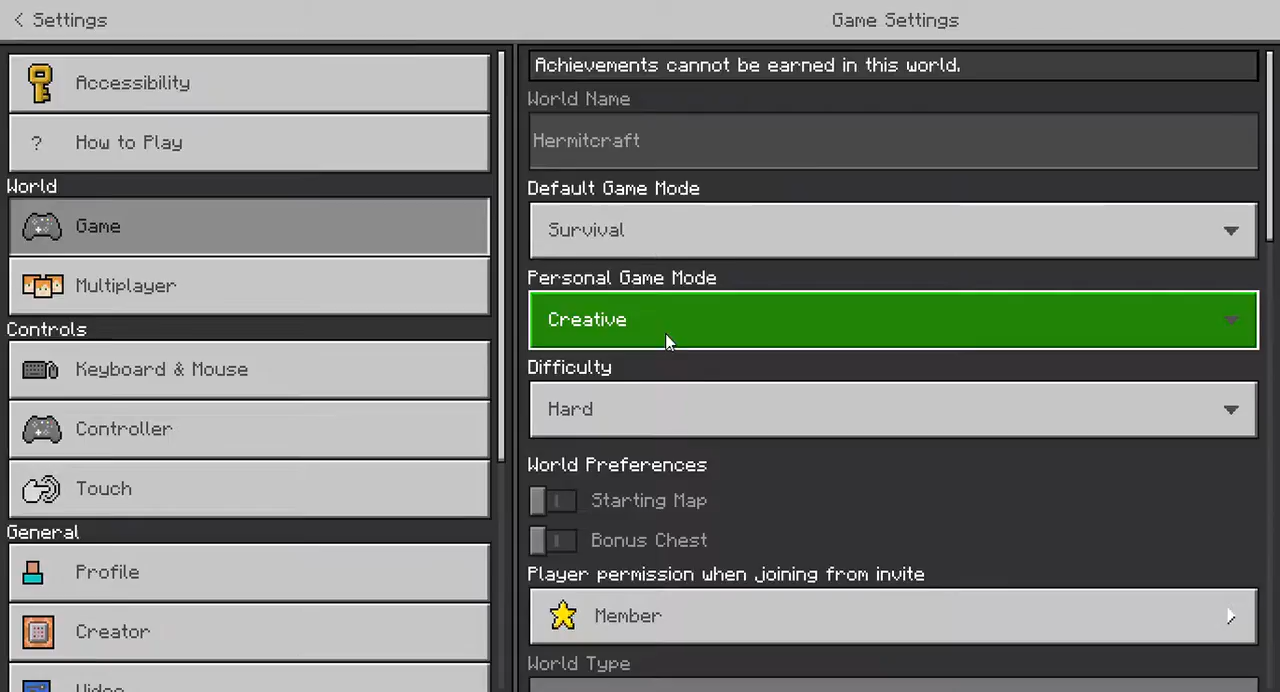 Settings
Game Settings
Accessibility
? How to Play
World
Game
Multiplayer
Controls
Keyboard & Mouse
Controller
Touch
General
Profile
Creator
Video
Achievements cannot be earned in this world.
World Name
Hermitcraft
Default Game Mode
Survival
Personal Game Mode
Creative
Difficulty
Hard
World Preferences
Starting Map
Bonus Chest
Player permission when joining from invite
Member
World Type